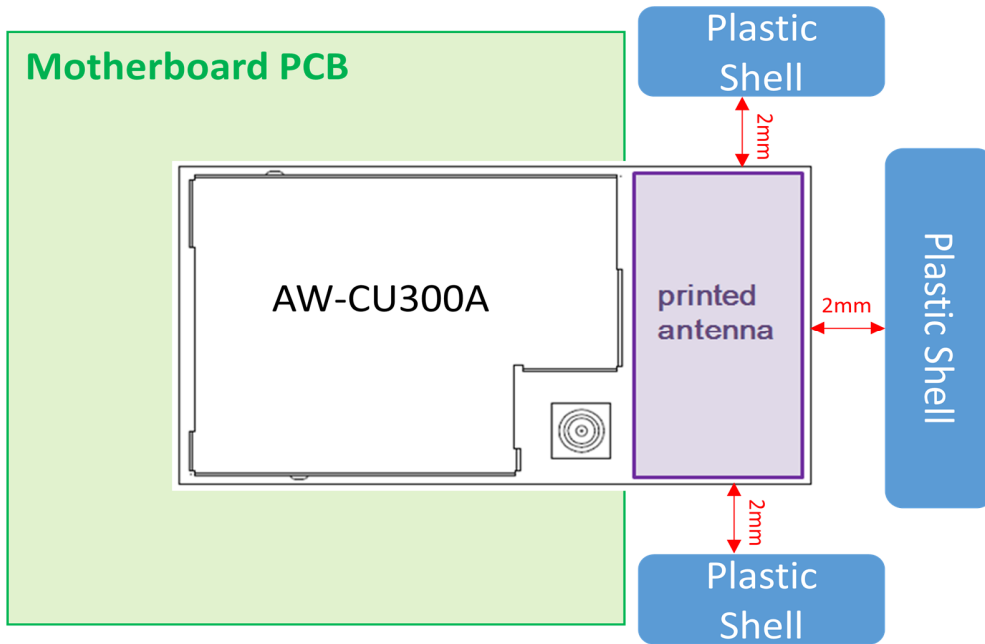 Motherboard PCB
Plastic
Shell
2mm
AW-CU300A
printed
antenna
2mm
Plastic Shell
2mm
Plastic
Shell